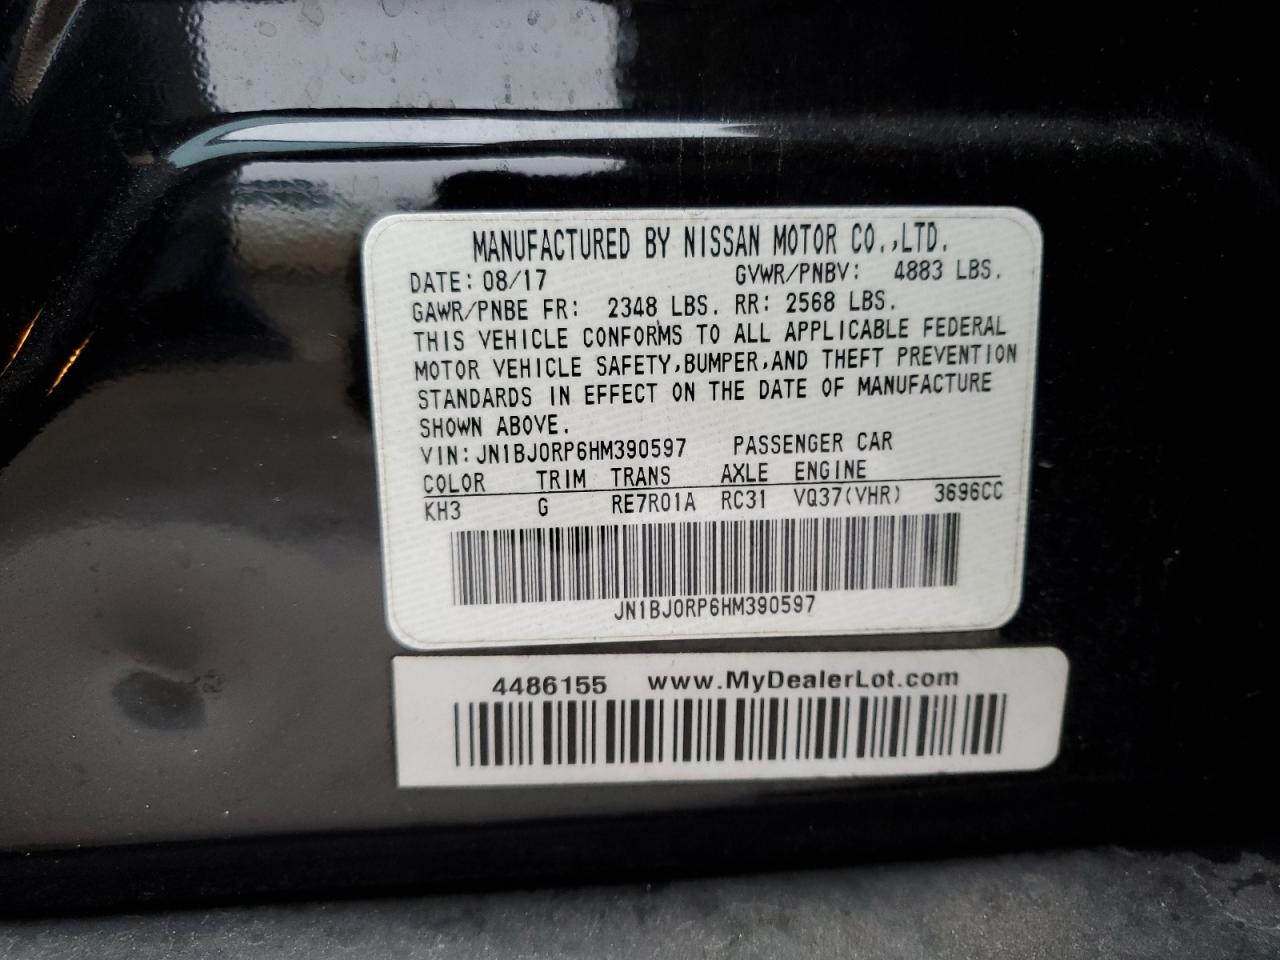 MANUFACTURED BY NISSAN MOTOR CO.,LTD.
DATE: 08/17 GVWR/PNBV: 4883 LBS.
GAWR/PNBE FR: 2348 LBS. RR: 2568 LBS.
THIS VEHICLE CONFORMS TO ALL APPLICABLE FEDERAL
MOTOR VEHICLE SAFETY,BUMPER,AND THEFT PREVENTION
STANDARDS IN EFFECT ON THE DATE OF MANUFACTURE
SHOWN ABOVE.
VIN: JN1BJ0RP6HM390597 PASSENGER CAR
COLOR TRIM TRANS AXLE ENGINE
KH3 G RE7R01A RC31 VQ37(VHR) 3696CC
JN1BJ0RP6HM390597
4486155 www.MyDealerLot.com